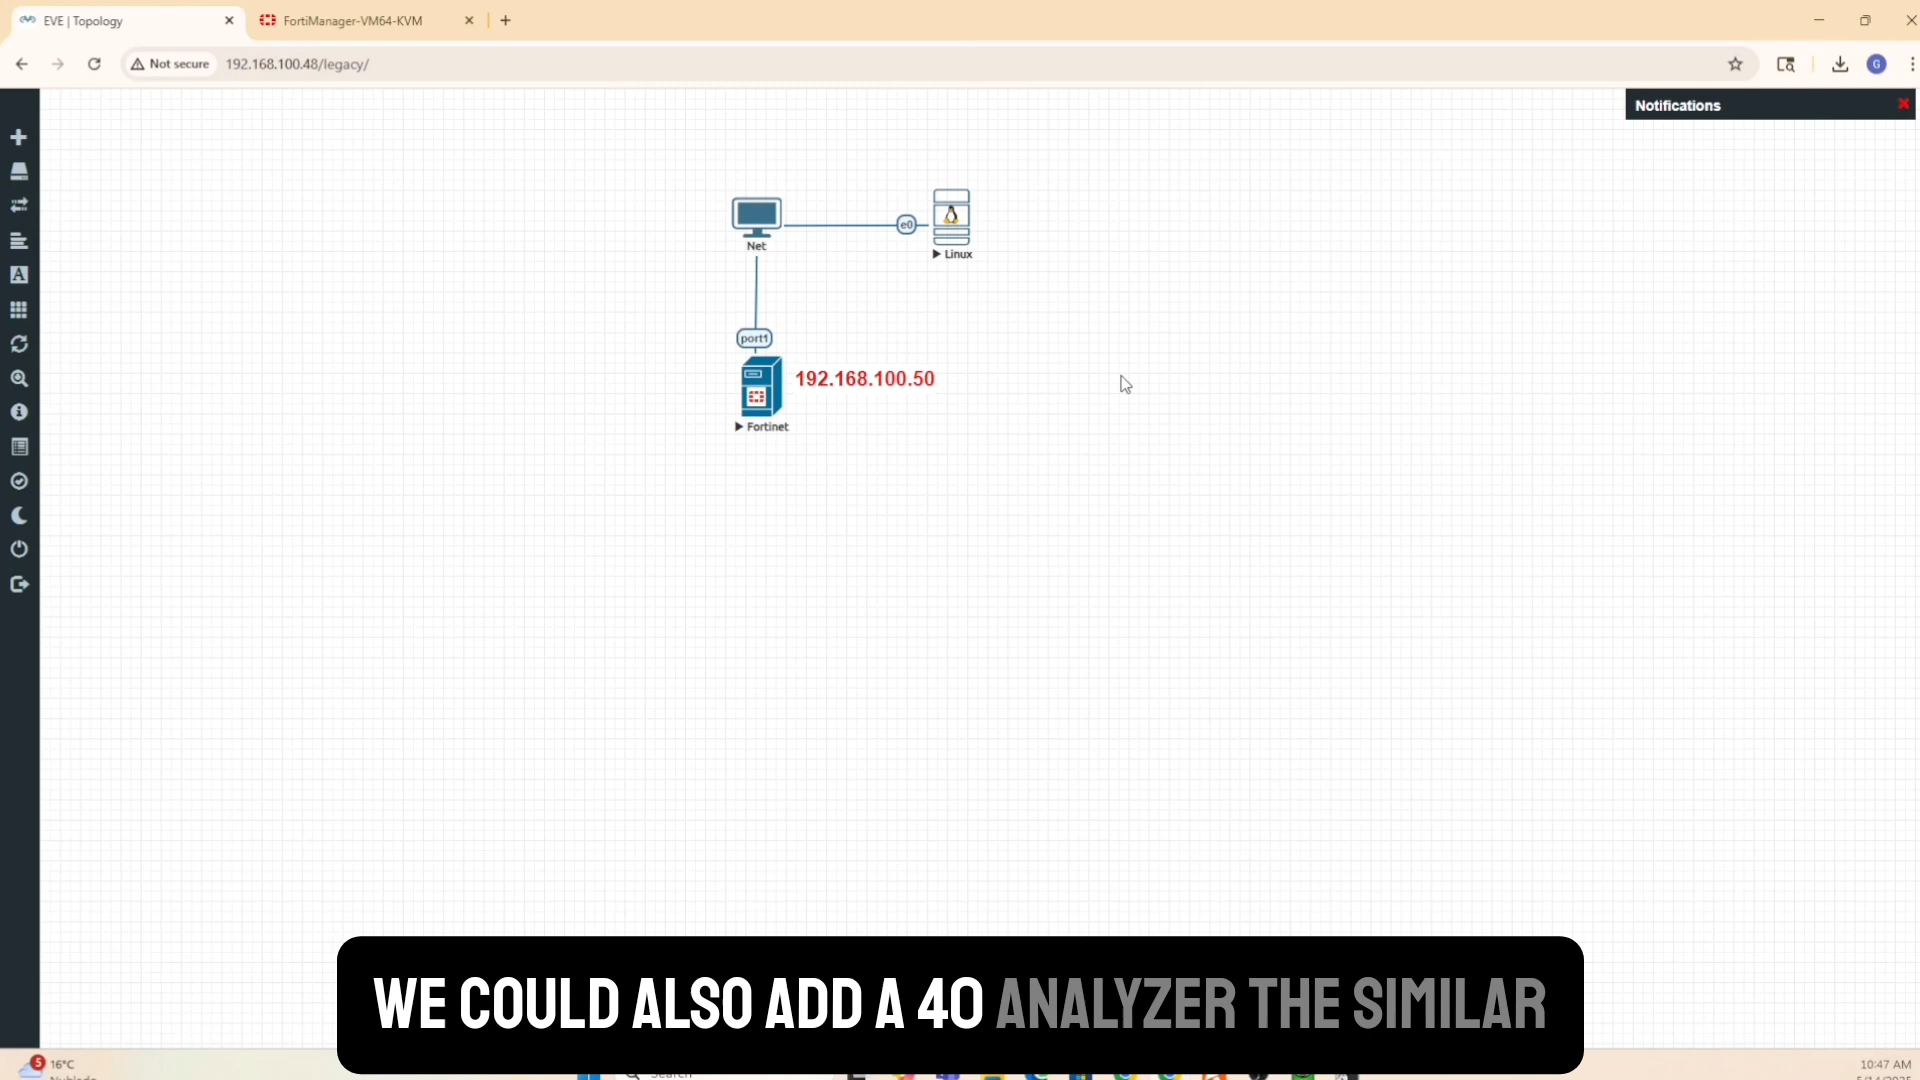 EVE | Topology
FortiManager-VM64-KVM
Not secure
192.168.100.48/legacy/
G
Notifications
Net
e0
Linux
port1
192.168.100.50
Fortinet
WE COULD ALSO ADD A 40 ANALYZER THE SIMILAR
5
16°C
10:47 AM